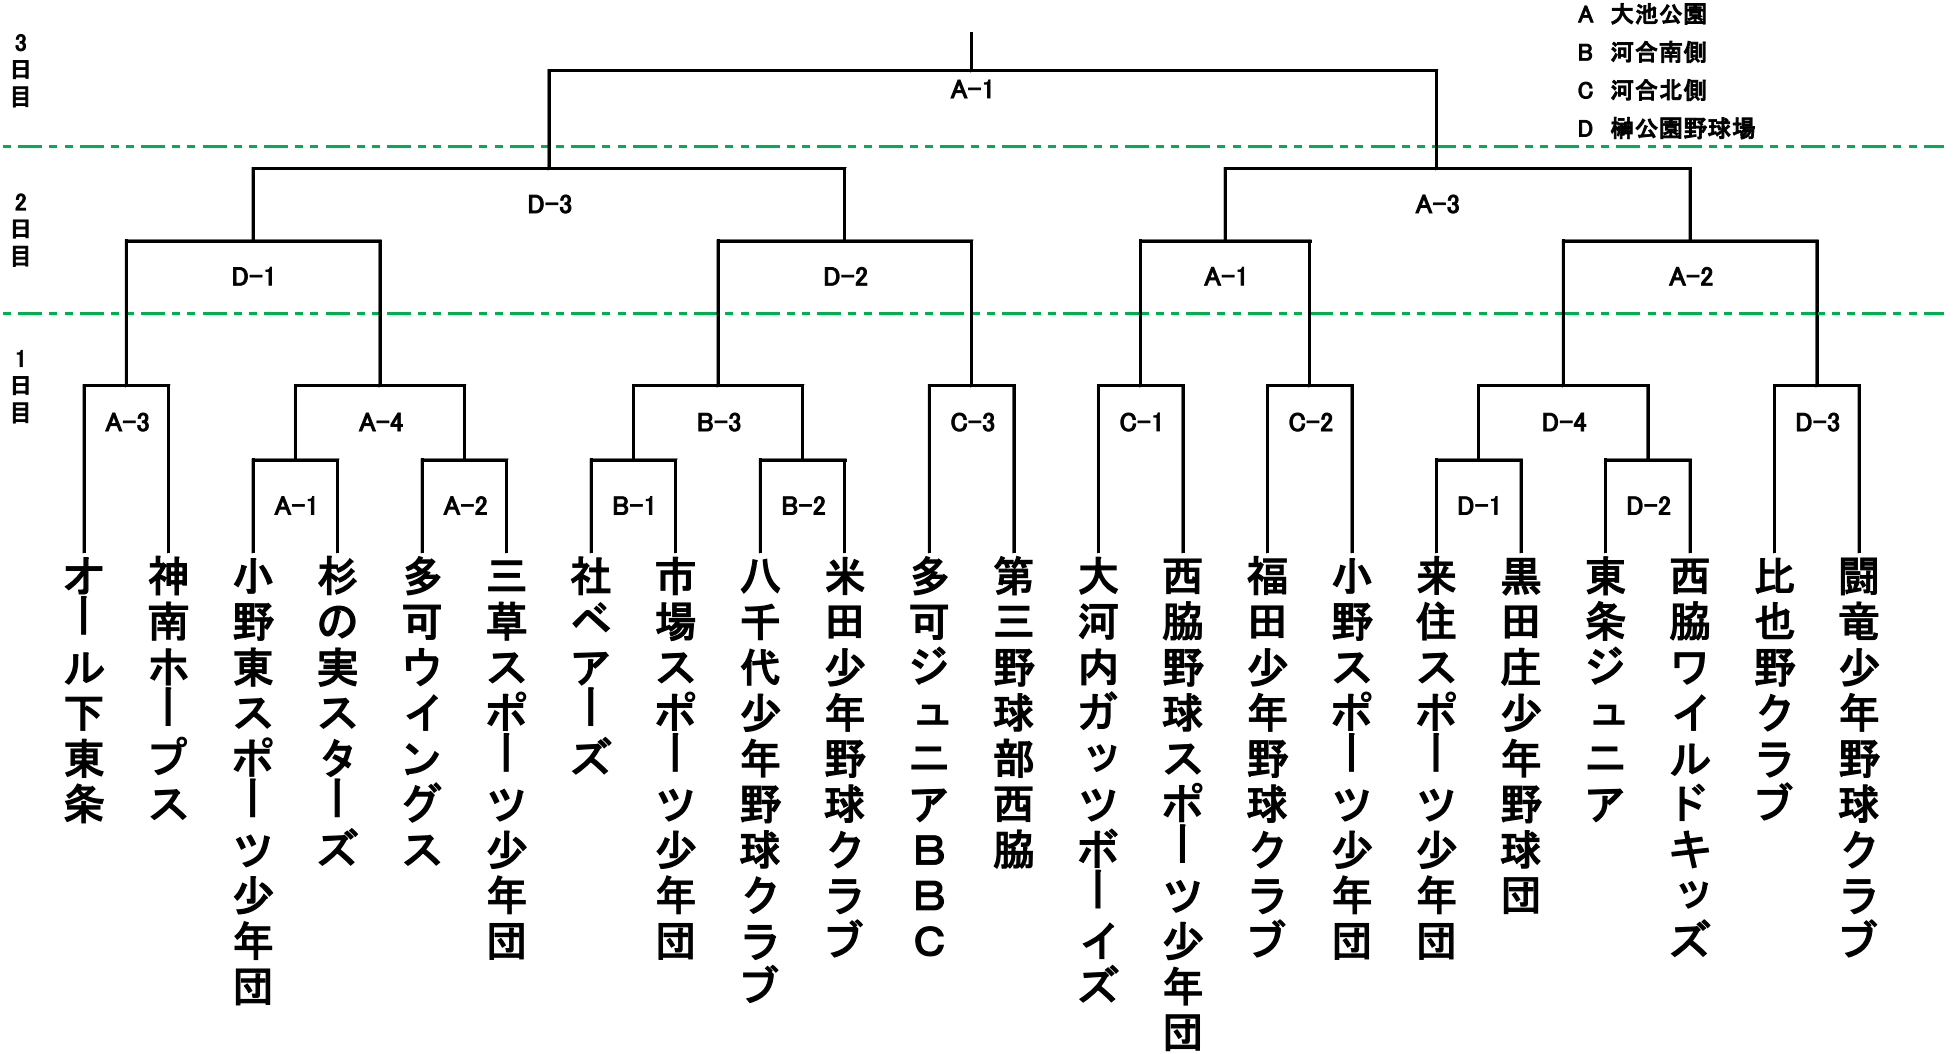 A 大池公園
B 河合南側
C 河合北側
D 榊公園野球場
3日目
A-1
2日目
D-3
A-3
D-1
D-2
A-1
A-2
1日目
A-3
A-4
B-3
C-3
C-1
C-2
D-4
D-3
A-1
A-2
B-1
B-2
D-1
D-2
オール下東条
神南ホープス
小野東スポーツ少年団
杉の実スターズ
多可ウイングス
三草スポーツ少年団
社ベアーズ
市場スポーツ少年団
八千代少年野球クラブ
米田少年野球クラブ
多可ジュニアBBC
第三野球部西脇
大河内ガッツボーイズ
西脇野球スポーツ少年団
福田少年野球クラブ
小野スポーツ少年団
来住スポーツ少年団
黒田庄少年野球団
東条ジュニア
西脇ワイルドキッズ
比也野クラブ
闘竜少年野球クラブ